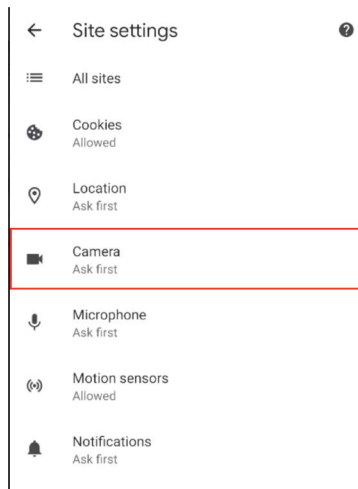 Site settings
All sites
Cookies
Allowed
Location
Ask first
Camera
Ask first
Microphone
Ask first
Motion sensors
Allowed
Notifications
Ask first